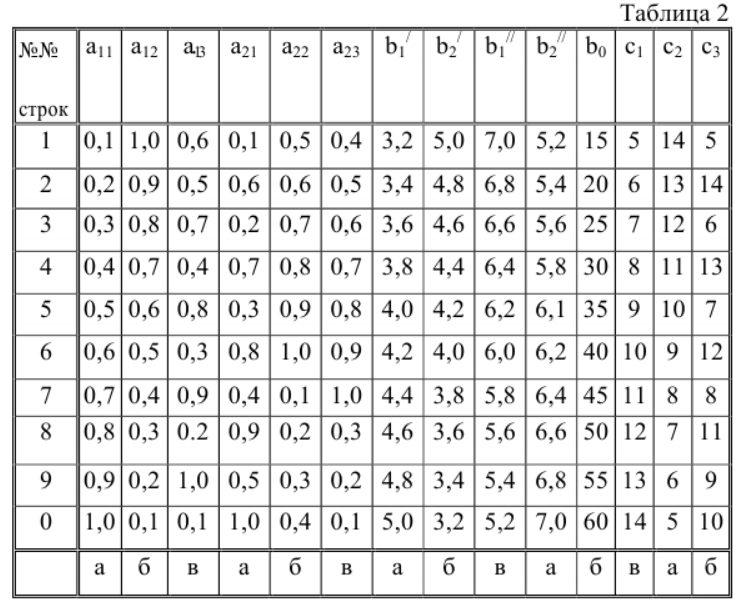 Таблица 2
№№ строк a₁₁ a₁₂ a₁₃ a₂₁ a₂₂ a₂₃ b₁′ b₂′ b₁″ b₂″ b₀ c₁ c₂ c₃
1 0,1 1,0 0,6 0,1 0,5 0,4 3,2 5,0 7,0 5,2 15 5 14 5
2 0,2 0,9 0,5 0,6 0,6 0,5 3,4 4,8 6,8 5,4 20 6 13 14
3 0,3 0,8 0,7 0,2 0,7 0,6 3,6 4,6 6,6 5,6 25 7 12 6
4 0,4 0,7 0,4 0,7 0,8 0,7 3,8 4,4 6,4 5,8 30 8 11 13
5 0,5 0,6 0,8 0,3 0,9 0,8 4,0 4,2 6,2 6,1 35 9 10 7
6 0,6 0,5 0,3 0,8 1,0 0,9 4,2 4,0 6,0 6,2 40 10 9 12
7 0,7 0,4 0,9 0,4 0,1 1,0 4,4 3,8 5,8 6,4 45 11 8 8
8 0,8 0,3 0.2 0,9 0,2 0,3 4,6 3,6 5,6 6,6 50 12 7 11
9 0,9 0,2 1,0 0,5 0,3 0,2 4,8 3,4 5,4 6,8 55 13 6 9
0 1,0 0,1 0,1 1,0 0,4 0,1 5,0 3,2 5,2 7,0 60 14 5 10
а б в а б в а б в а б в а б